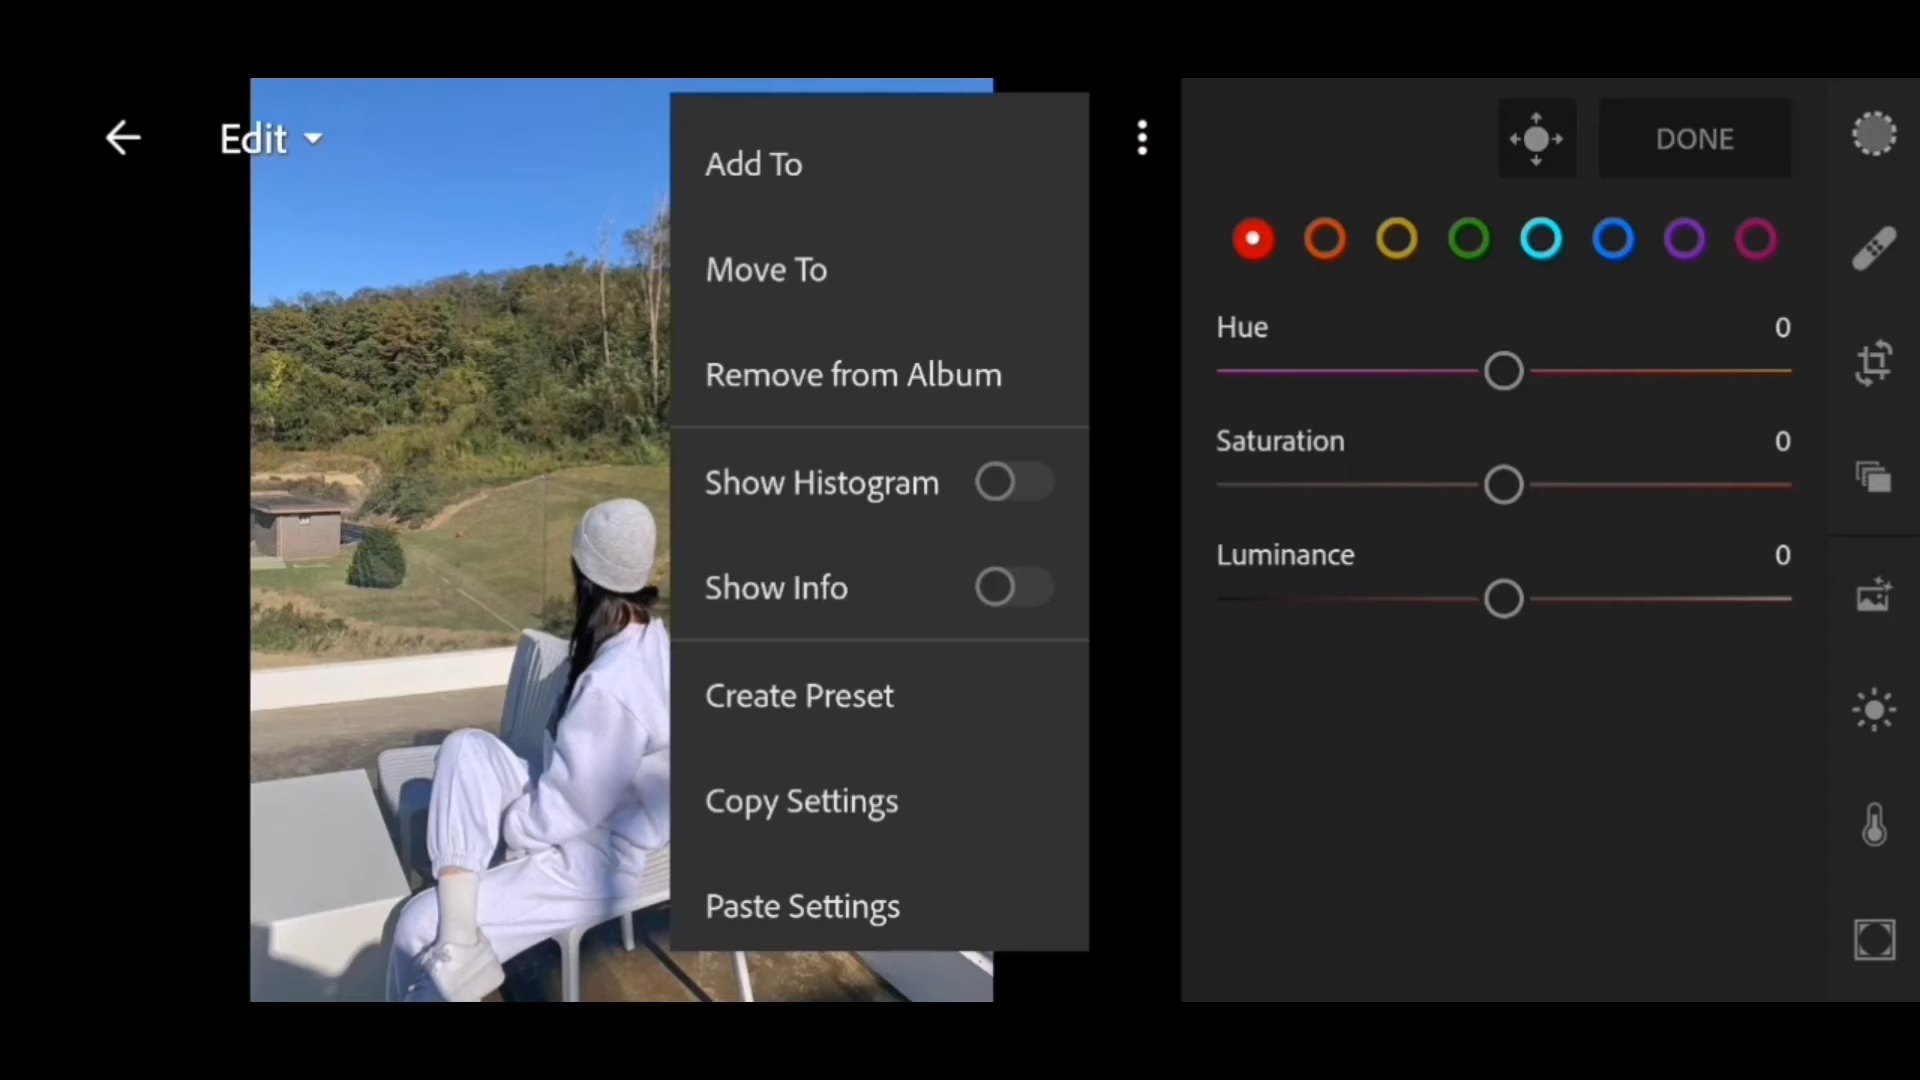 Edit
Add To
Move To
Remove from Album
Show Histogram
Show Info
Create Preset
Copy Settings
Paste Settings
DONE
Hue 0
Saturation 0
Luminance 0